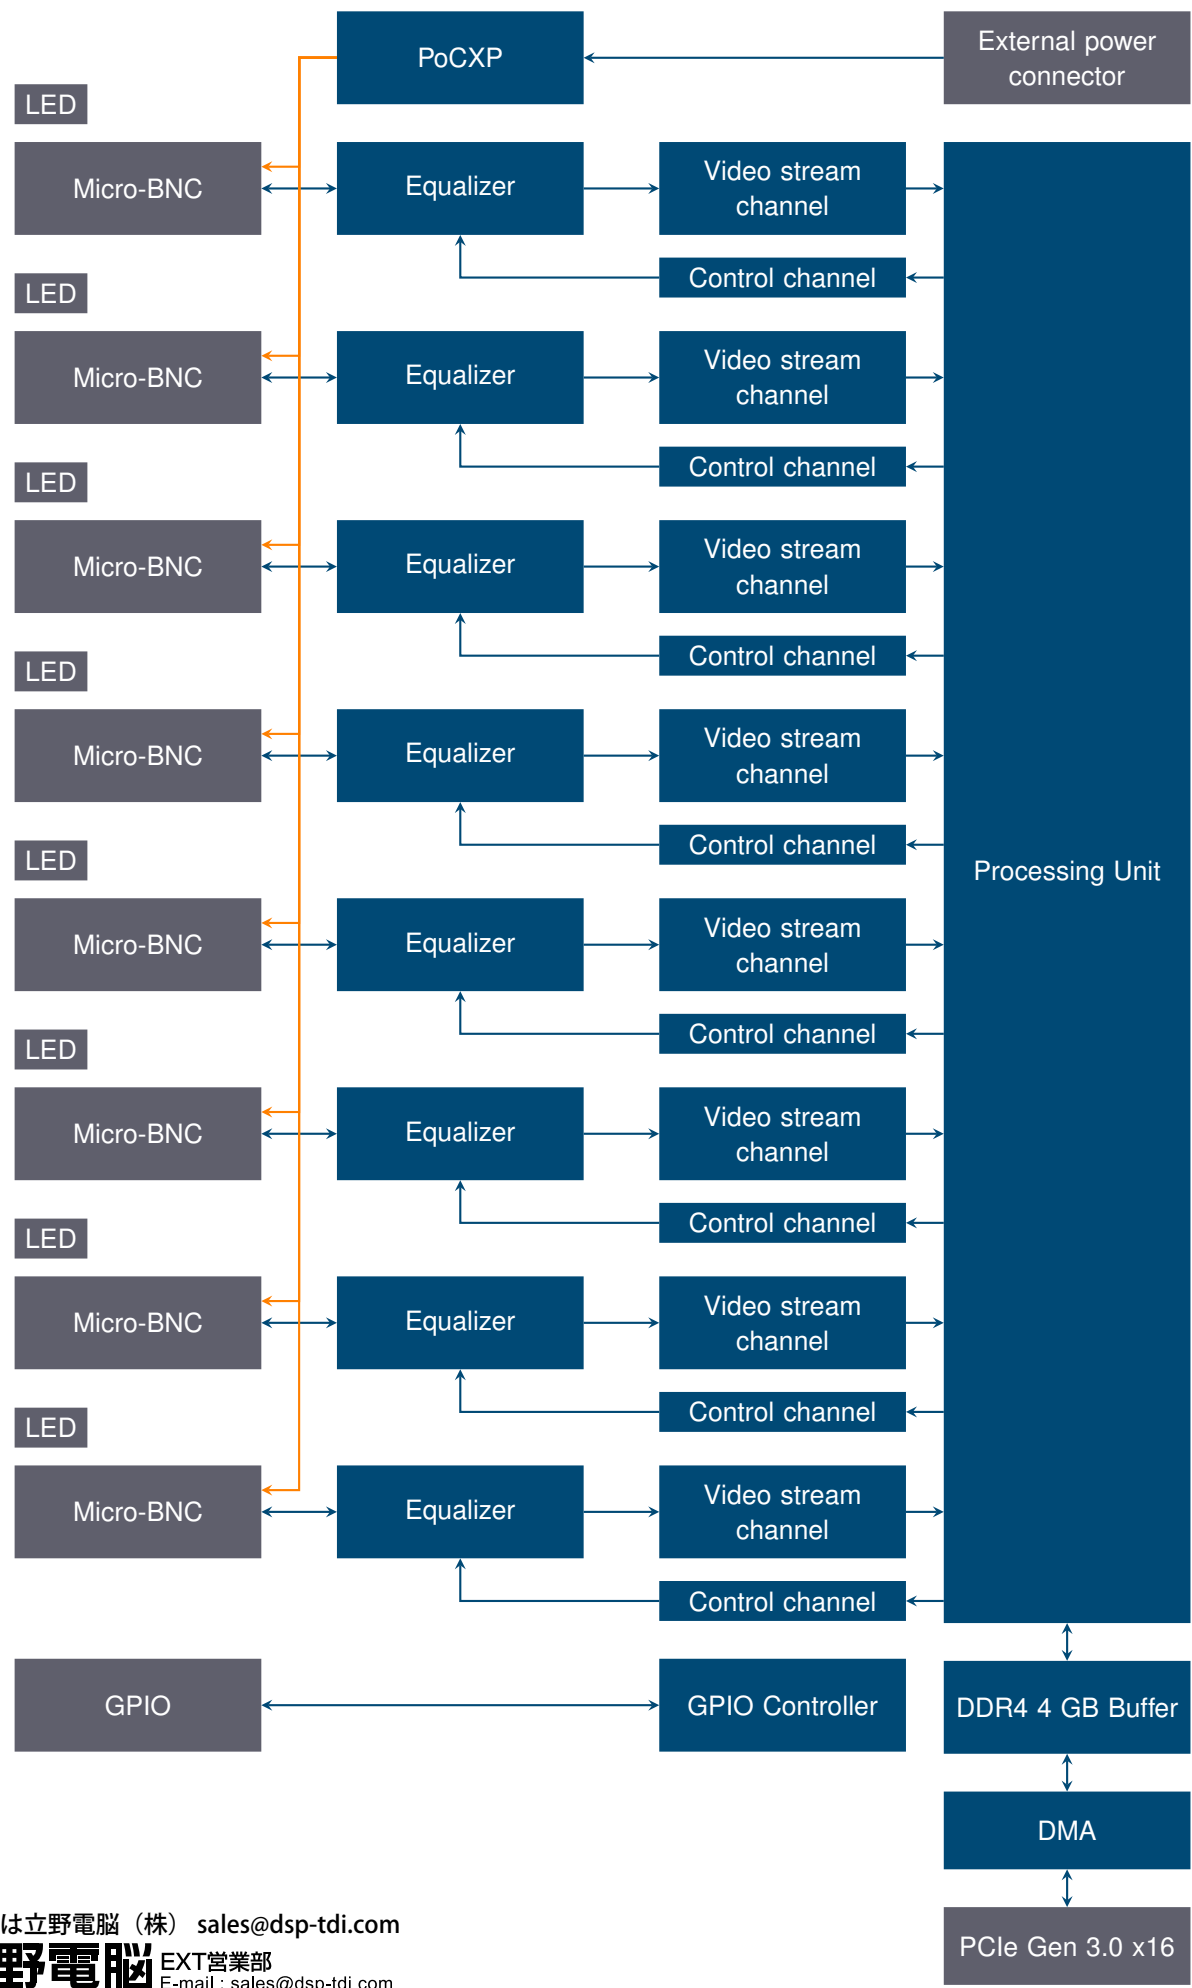 PoCXP
External power
connector
LED
Micro-BNC
Equalizer
Video stream
channel
Control channel
LED
Micro-BNC
Equalizer
Video stream
channel
Control channel
LED
Micro-BNC
Equalizer
Video stream
channel
Control channel
LED
Micro-BNC
Equalizer
Video stream
channel
Control channel
Processing Unit
LED
Micro-BNC
Equalizer
Video stream
channel
Control channel
LED
Micro-BNC
Equalizer
Video stream
channel
Control channel
LED
Micro-BNC
Equalizer
Video stream
channel
Control channel
LED
Micro-BNC
Equalizer
Video stream
channel
Control channel
GPIO
GPIO Controller
DDR4 4 GB Buffer
DMA
PCIe Gen 3.0 x16
は立野電脳（株） sales@dsp-tdi.com
野電脳
EXT営業部
E-mail : sales@dsp-tdi.com